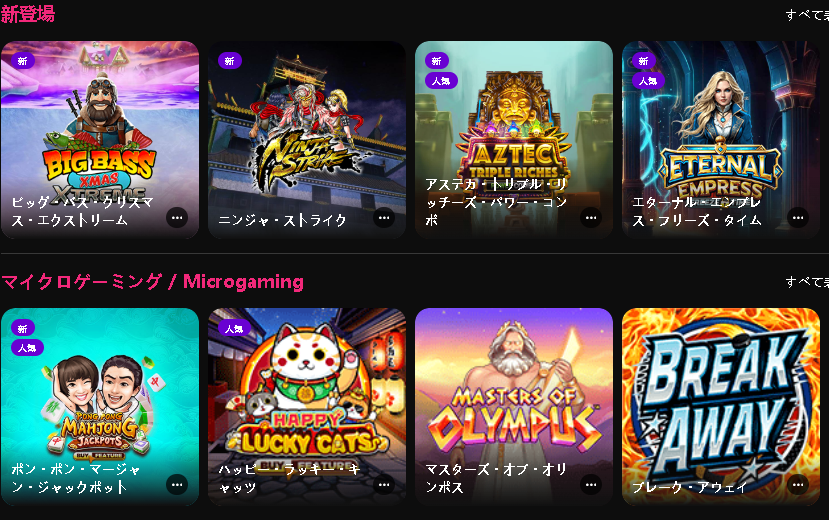 新登場
すべて表
新
BIG BASS
XMAS
XTREME
ビッグ・バス・クリスマ
ス・エクストリーム
新
NINJA
STRIKE
ニンジャ・ストライク
新
人気
AZTEC
TRIPLE RICHES
アステカ・トリプル・リ
ッチーズ・パワー・コン
ボ
新
人気
ETERNAL
EMPRESS
エターナル・エンプレ
ス・フリーズ・タイム
マイクロゲーミング / Microgaming
すべて表
新
人気
PONG PONG
MAHJONG
JACKPOTS
BUY FEATURE
ポン・ポン・マージャ
ン・ジャックポット
人気
HAPPY
LUCKY CATS
BUY FEATURE
ハッピー・ラッキー・キ
ャッツ
MASTERS OF
OLYMPUS
マスターズ・オブ・オリ
ンポス
BREAK
AWAY
ブレーク・アウェイ